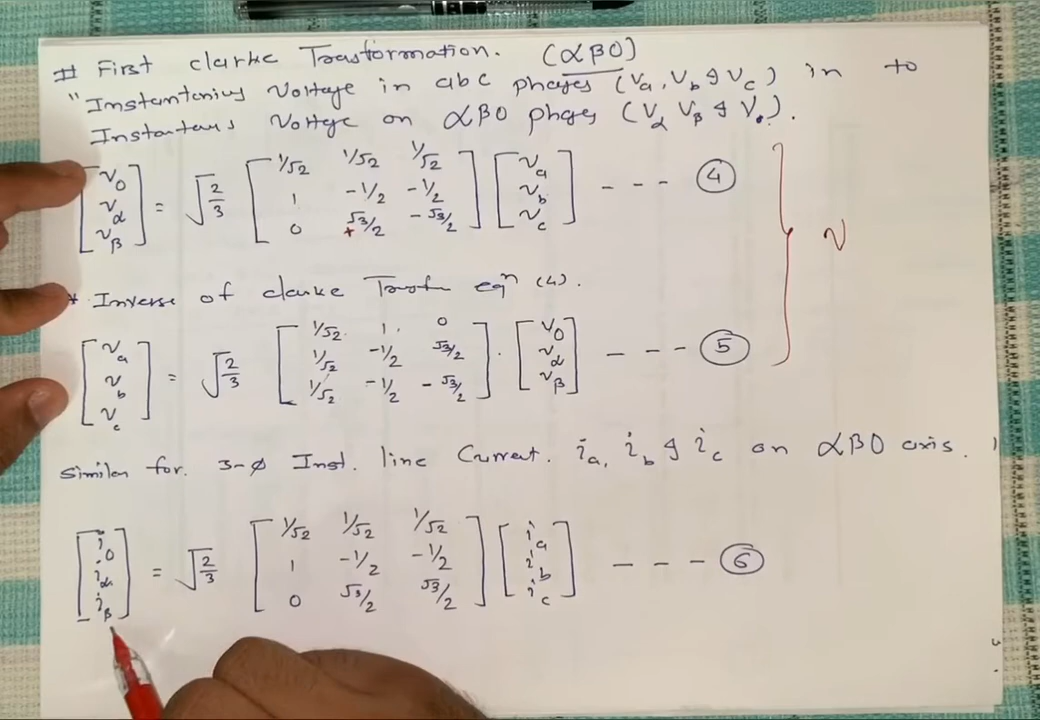 # First clarke Trasformation. (αβ0)
"Instantenius Voltage in abc phases (Va, Vb & Vc) in to
Instantens Voltge on αβ0 phges (Vα Vβ & V0).
[v0 vα vβ] = √2/3 [1/√2 1/√2 1/√2; 1 -1/2 -1/2; 0 +√3/2 -√3/2] [va vb vc] - - - (4)
} v
* Inverse of clarke Transfn eqn (4).
[va vb vc] = √2/3 [1/√2 1 0; 1/√2 -1/2 √3/2; 1/√2 -1/2 -√3/2] . [v0 vα vβ] - - - (5)
Similar for. 3-ø Inst. line Current. ia, ib & ic on αβ0 axis.
[i0 iα iβ] = √2/3 [1/√2 1/√2 1/√2; 1 -1/2 -1/2; 0 √3/2 √3/2] [ia ib ic] - - - (6)